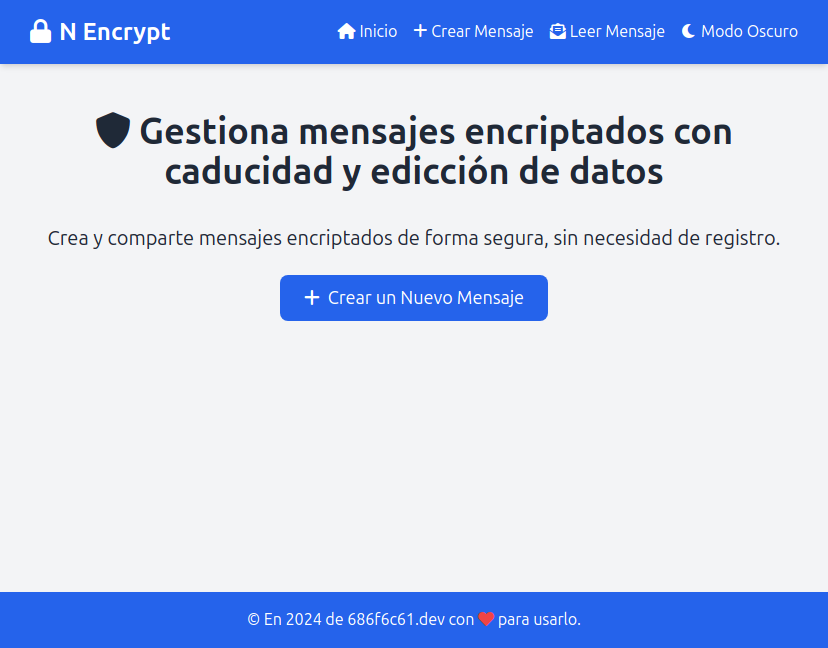 N Encrypt
Inicio
Crear Mensaje
Leer Mensaje
Modo Oscuro
Gestiona mensajes encriptados con
caducidad y edicción de datos
Crea y comparte mensajes encriptados de forma segura, sin necesidad de registro.
Crear un Nuevo Mensaje
© En 2024 de 686f6c61.dev con ❤ para usarlo.